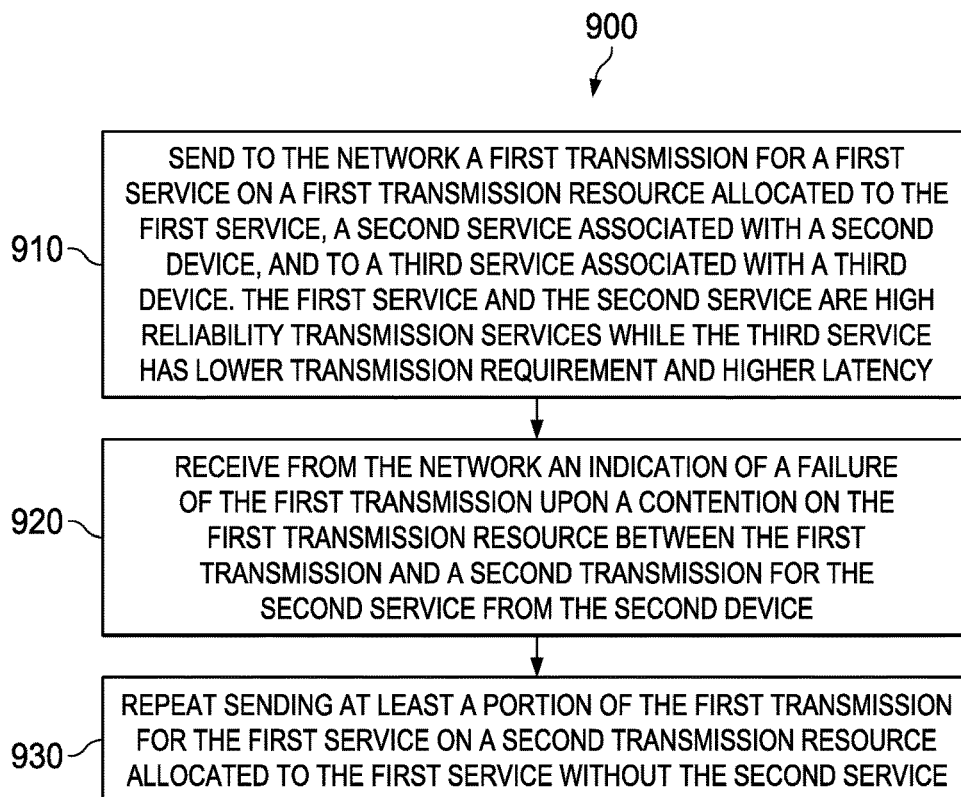 900
910
SEND TO THE NETWORK A FIRST TRANSMISSION FOR A FIRST
SERVICE ON A FIRST TRANSMISSION RESOURCE ALLOCATED TO THE
FIRST SERVICE, A SECOND SERVICE ASSOCIATED WITH A SECOND
DEVICE, AND TO A THIRD SERVICE ASSOCIATED WITH A THIRD
DEVICE. THE FIRST SERVICE AND THE SECOND SERVICE ARE HIGH
RELIABILITY TRANSMISSION SERVICES WHILE THE THIRD SERVICE
HAS LOWER TRANSMISSION REQUIREMENT AND HIGHER LATENCY
920
RECEIVE FROM THE NETWORK AN INDICATION OF A FAILURE
OF THE FIRST TRANSMISSION UPON A CONTENTION ON THE
FIRST TRANSMISSION RESOURCE BETWEEN THE FIRST
TRANSMISSION AND A SECOND TRANSMISSION FOR THE
SECOND SERVICE FROM THE SECOND DEVICE
930
REPEAT SENDING AT LEAST A PORTION OF THE FIRST TRANSMISSION
FOR THE FIRST SERVICE ON A SECOND TRANSMISSION RESOURCE
ALLOCATED TO THE FIRST SERVICE WITHOUT THE SECOND SERVICE